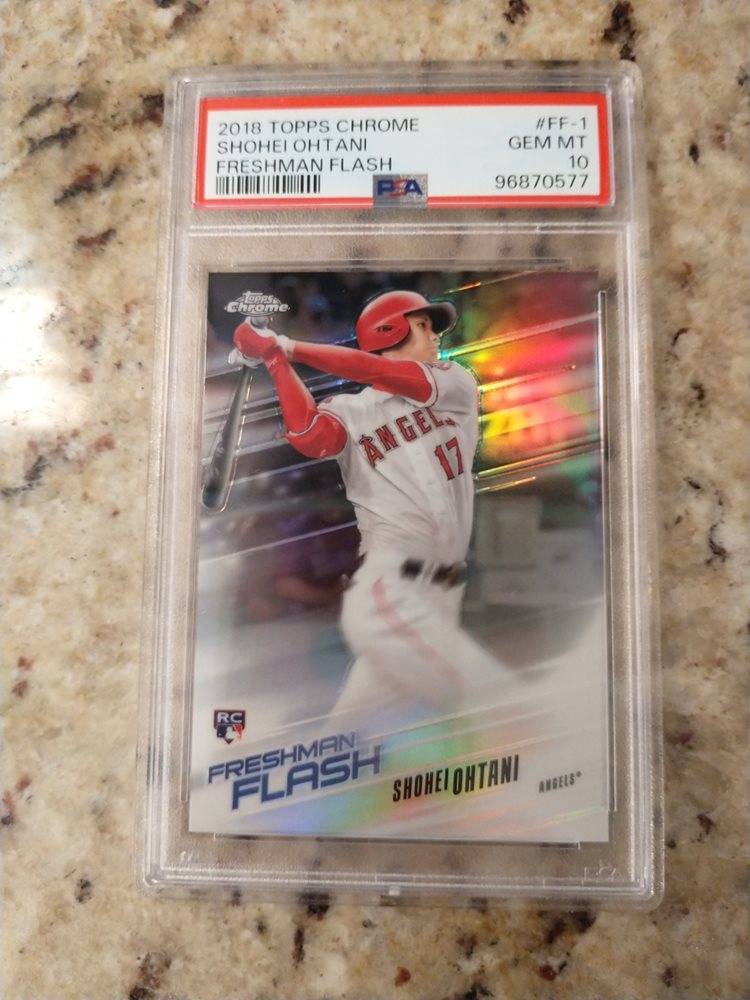 2018 TOPPS CHROME #FF-1
SHOHEI OHTANI GEM MT
FRESHMAN FLASH 10
PSA 96870577
Topps
Chrome
ANGELS
17
RC
FRESHMAN
FLASH
SHOHEI OHTANI
ANGELS®